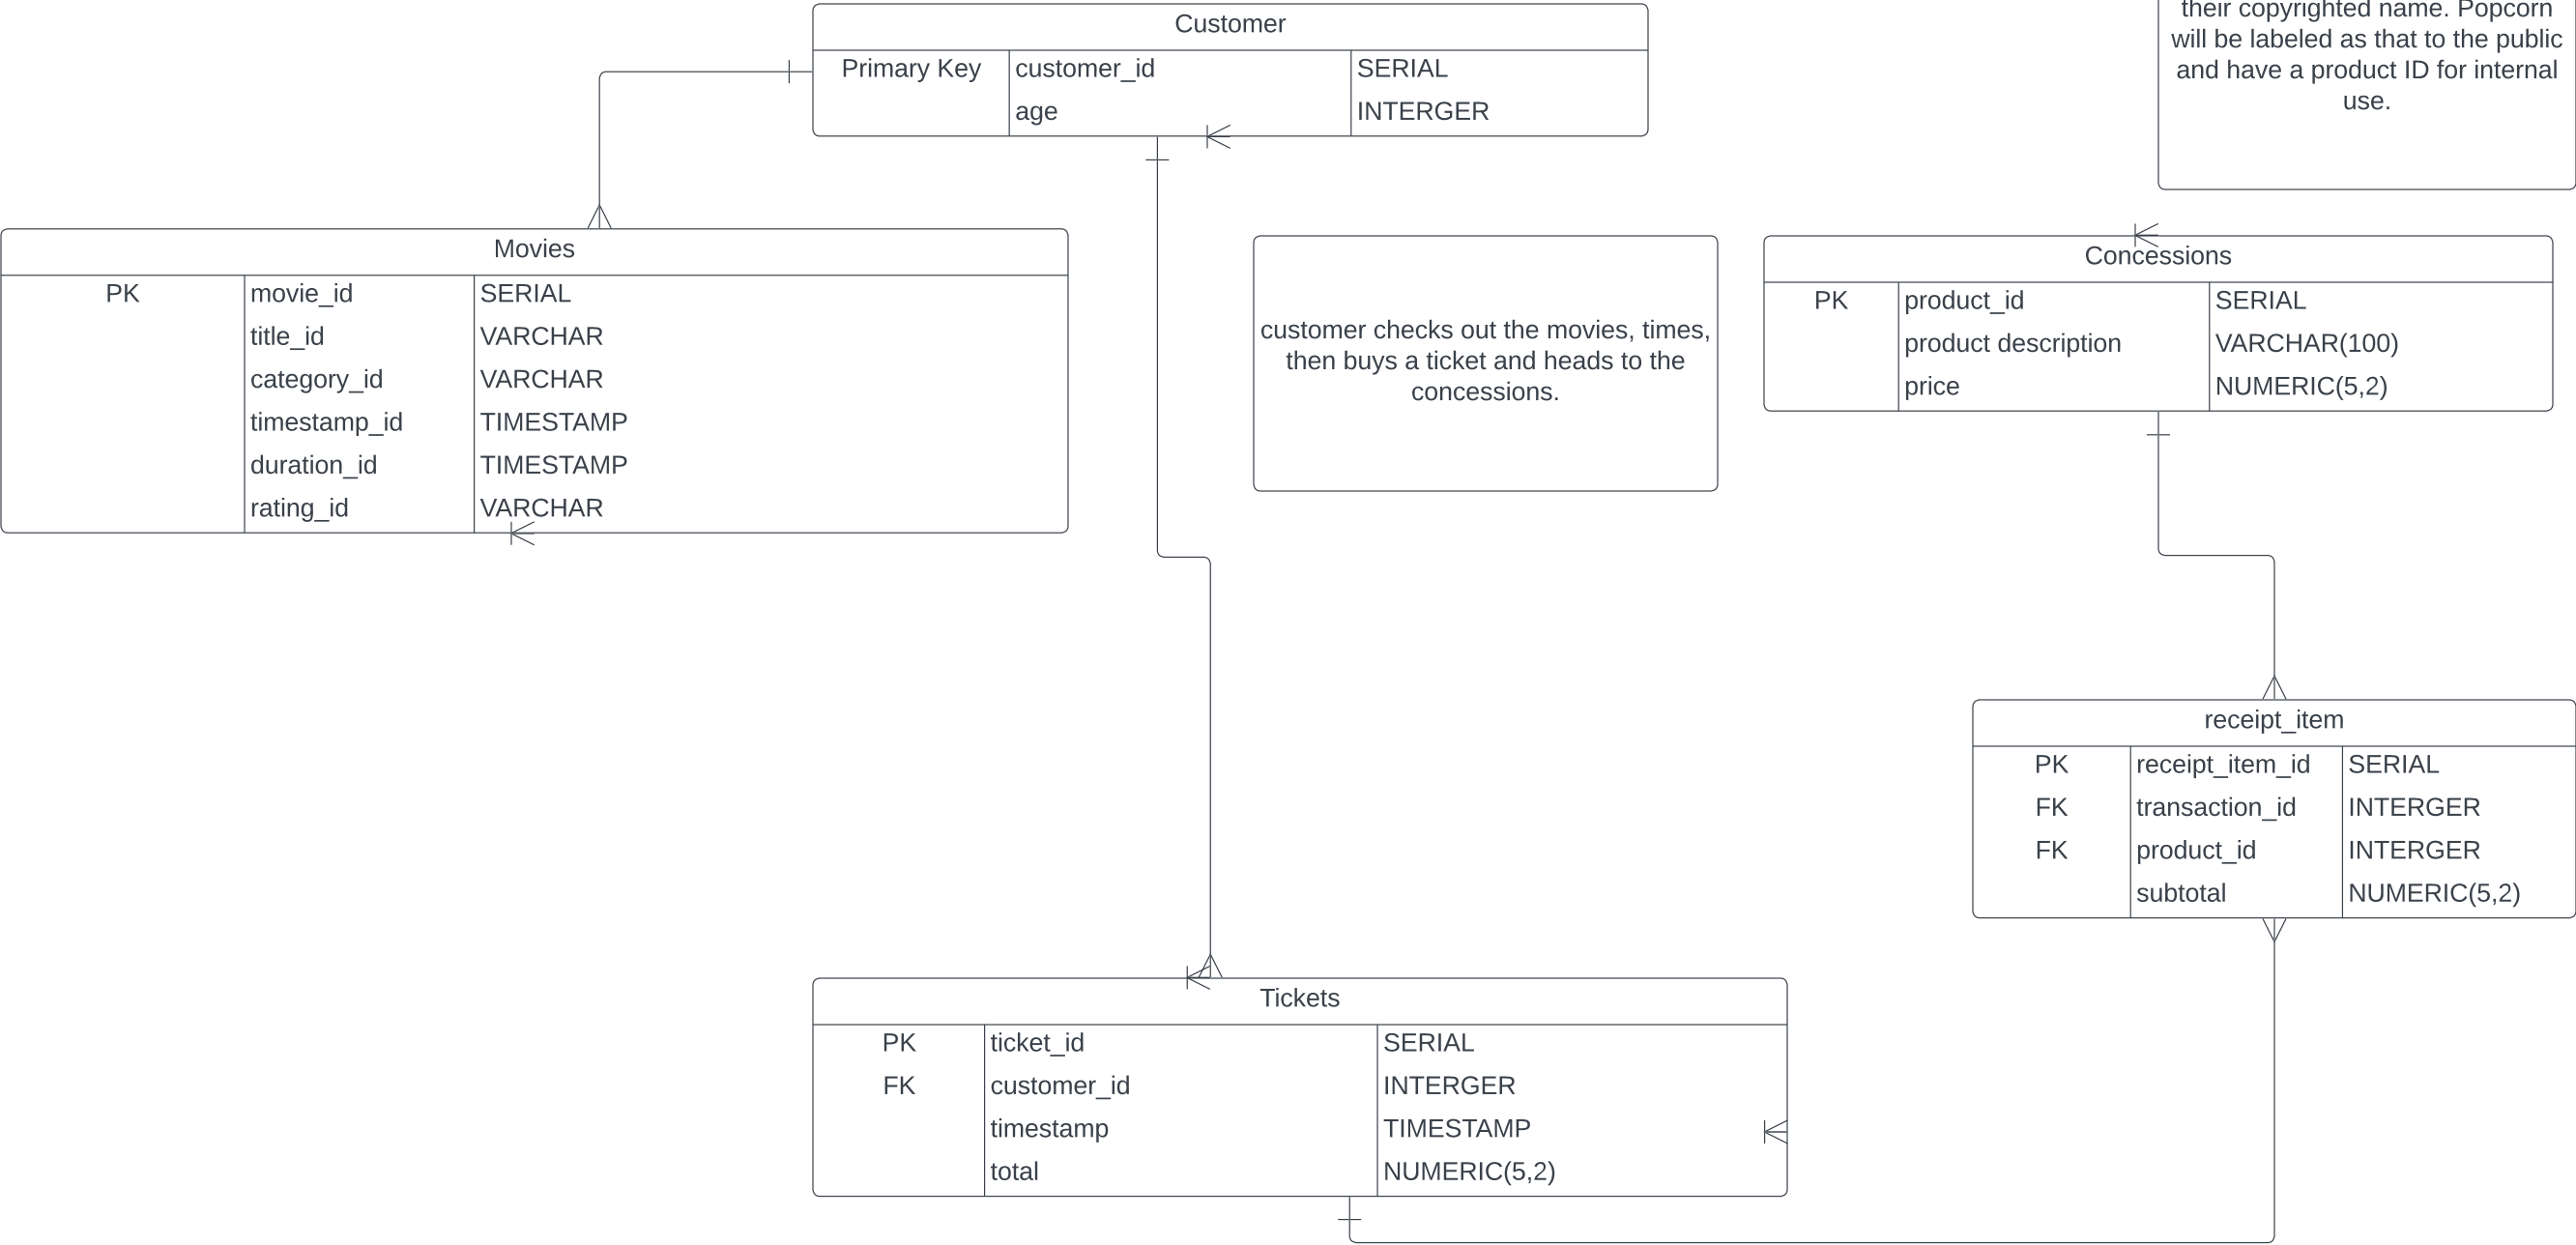 Customer
Primary Key customer_id SERIAL
age INTERGER
their copyrighted name. Popcorn
will be labeled as that to the public
and have a product ID for internal
use.
Movies
PK movie_id SERIAL
title_id VARCHAR
category_id VARCHAR
timestamp_id TIMESTAMP
duration_id TIMESTAMP
rating_id VARCHAR
customer checks out the movies, times,
then buys a ticket and heads to the
concessions.
Concessions
PK product_id SERIAL
product description VARCHAR(100)
price NUMERIC(5,2)
receipt_item
PK receipt_item_id SERIAL
FK transaction_id INTERGER
FK product_id INTERGER
subtotal NUMERIC(5,2)
Tickets
PK ticket_id SERIAL
FK customer_id INTERGER
timestamp TIMESTAMP
total NUMERIC(5,2)